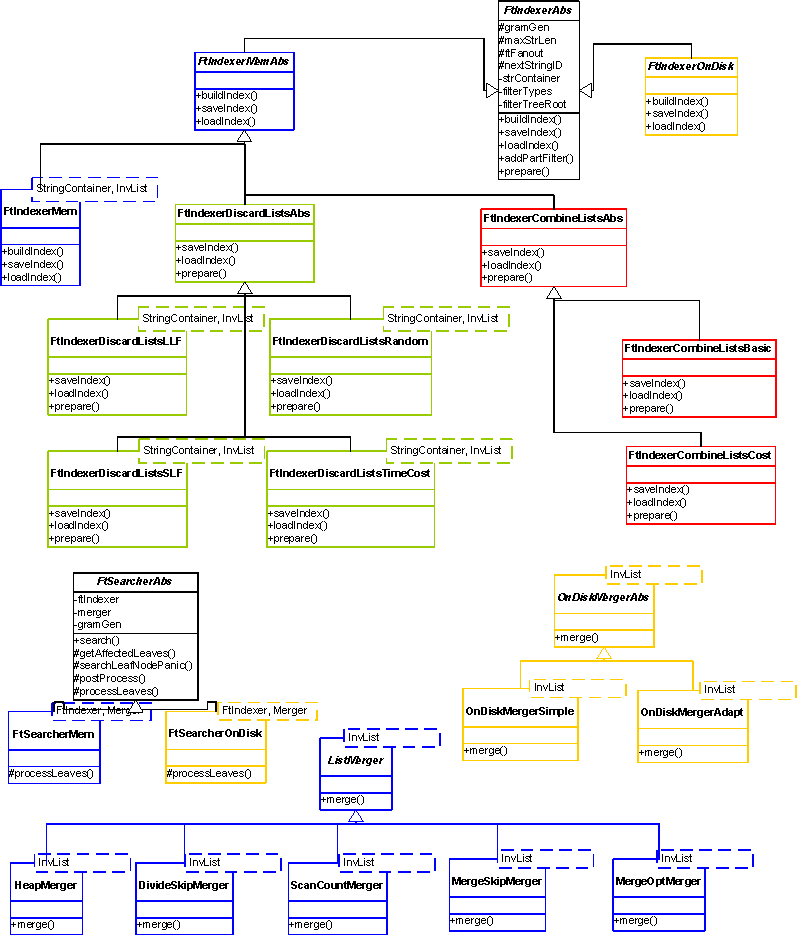 FtIndexerAbs
#gramGen
#maxStrLen
#ftFanout
#nextStringID
-strContainer
-filterTypes
-filterTreeRoot
+buildIndex()
+saveIndex()
+loadIndex()
+addPartFilter()
+prepare()
FtIndexerMemAbs
+buildIndex()
+saveIndex()
+loadIndex()
FtIndexerOnDisk
+buildIndex()
+saveIndex()
+loadIndex()
StringContainer, InvList
FtIndexerMem
+buildIndex()
+saveIndex()
+loadIndex()
FtIndexerDiscardListsAbs
+saveIndex()
+loadIndex()
+prepare()
FtIndexerCombineListsAbs
+saveIndex()
+loadIndex()
+prepare()
StringContainer, InvList
FtIndexerDiscardListsLLF
+saveIndex()
+loadIndex()
+prepare()
StringContainer, InvList
FtIndexerDiscardListsRandom
+saveIndex()
+loadIndex()
+prepare()
FtIndexerCombineListsBasic
+saveIndex()
+loadIndex()
+prepare()
StringContainer, InvList
FtIndexerDiscardListsSLF
+saveIndex()
+loadIndex()
+prepare()
StringContainer, InvList
FtIndexerDiscardListsTimeCost
+saveIndex()
+loadIndex()
+prepare()
FtIndexerCombineListsCost
+saveIndex()
+loadIndex()
+prepare()
FtSearcherAbs
-ftIndexer
-merger
-gramGen
+search()
#getAffectedLeaves()
#searchLeafNodePanic()
#postProcess()
#processLeaves()
InvList
OnDiskMergerAbs
+merge()
FtIndexer, Merger
FtSearcherMem
#processLeaves()
FtIndexer, Merger
FtSearcherOnDisk
#processLeaves()
InvList
OnDiskMergerSimple
+merge()
InvList
OnDiskMergerAdapt
+merge()
InvList
ListMerger
+merge()
InvList
HeapMerger
+merge()
InvList
DivideSkipMerger
+merge()
InvList
ScanCountMerger
+merge()
InvList
MergeSkipMerger
+merge()
InvList
MergeOptMerger
+merge()